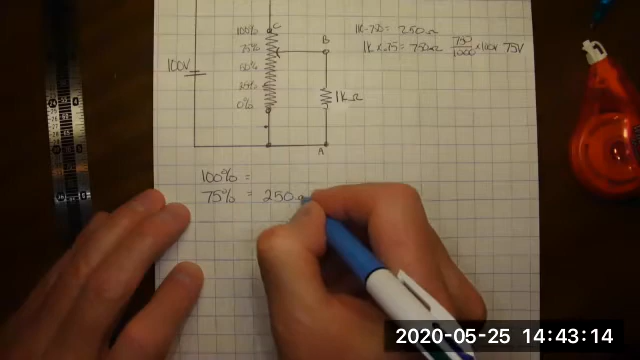 1K-750 = 250Ω
1K x .75 = 750Ω 750/1000 x 100V 75V
100% C
75% B
100V 50%
1KΩ
0%
A
100% =
75% = 250
2020-05-25 14:43:14